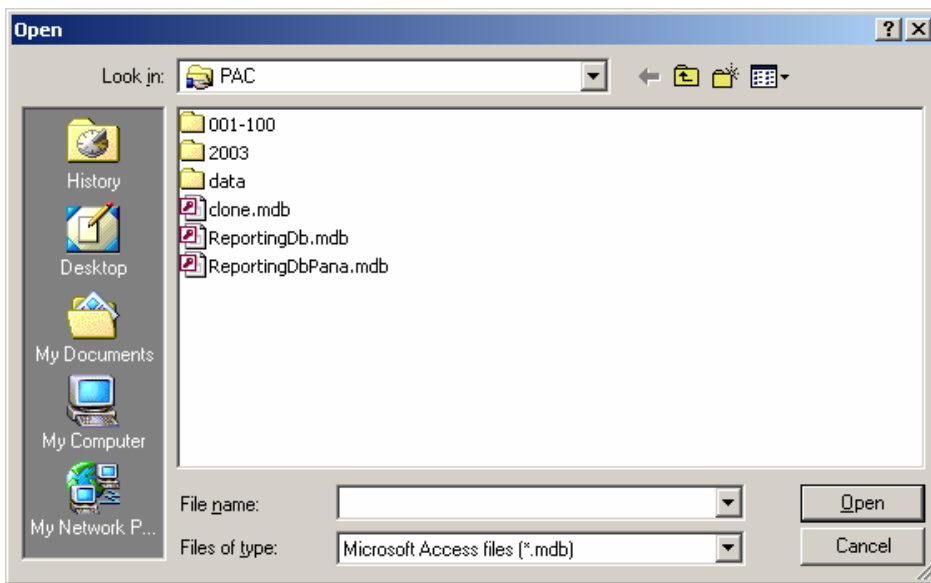 Open
Look in: PAC
History
Desktop
My Documents
My Computer
My Network P...
001-100
2003
data
clone.mdb
ReportingDb.mdb
ReportingDbPana.mdb
File name:
Open
Files of type: Microsoft Access files (*.mdb)
Cancel